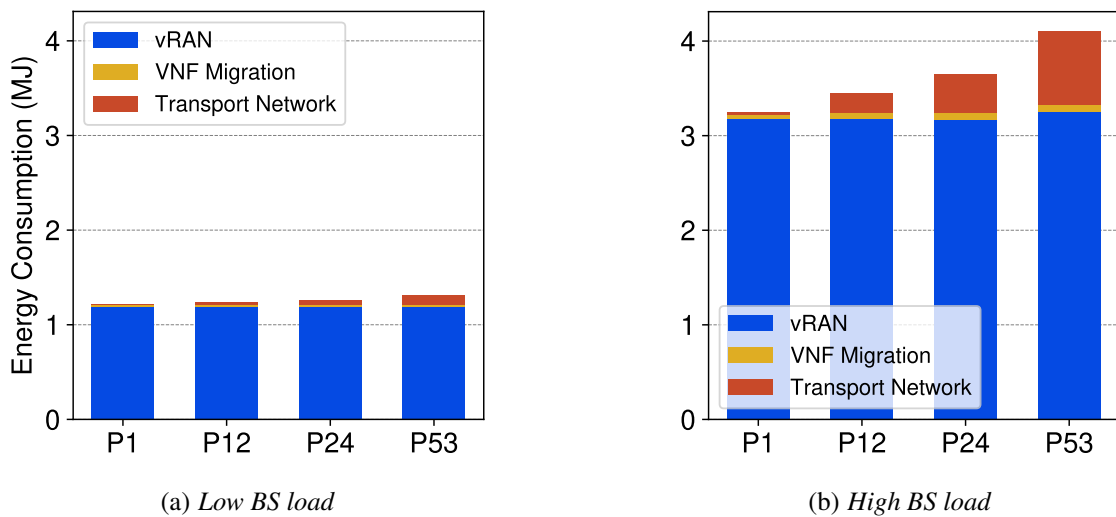 Energy Consumption (MJ)
4
3
2
1
0
vRAN
VNF Migration
Transport Network
P1 P12 P24 P53
(a) Low BS load
4
3
2
1
0
vRAN
VNF Migration
Transport Network
P1 P12 P24 P53
(b) High BS load